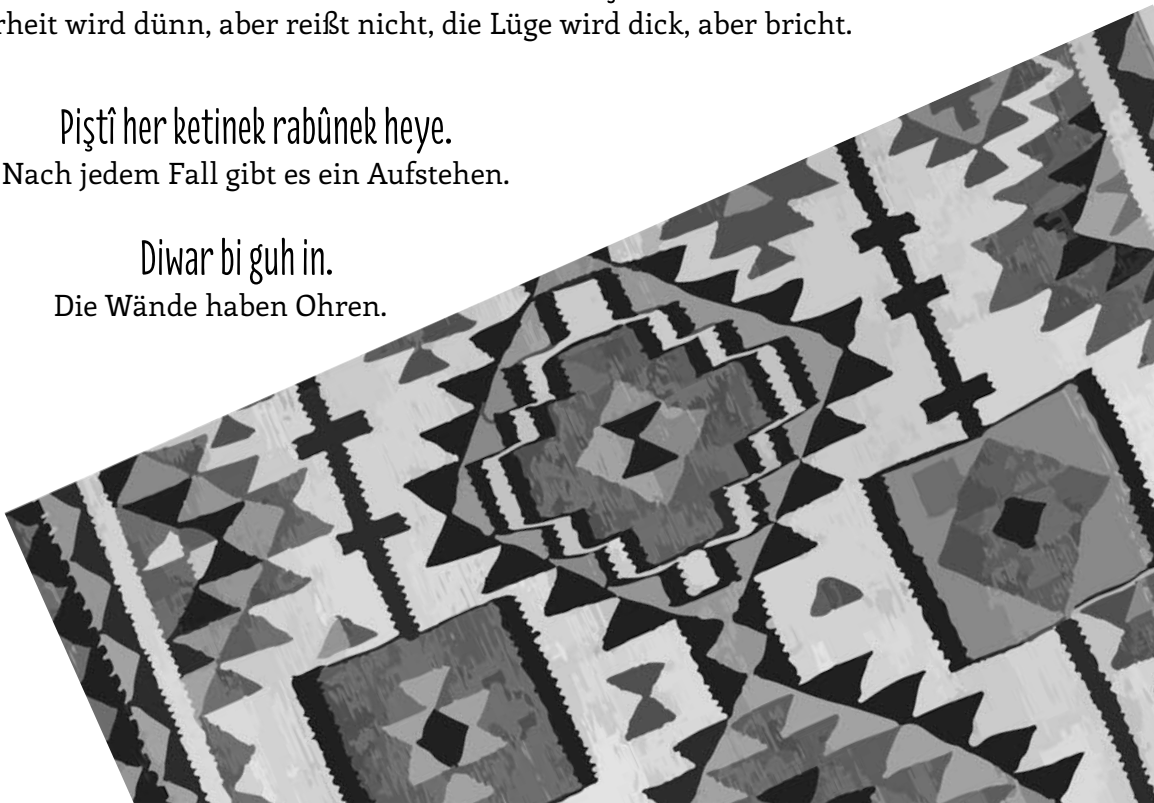 rheit wird dünn, aber reißt nicht, die Lüge wird dick, aber bricht.
Piştî her ketinek rabûnek heye.
Nach jedem Fall gibt es ein Aufstehen.
Diwar bi guh in.
Die Wände haben Ohren.